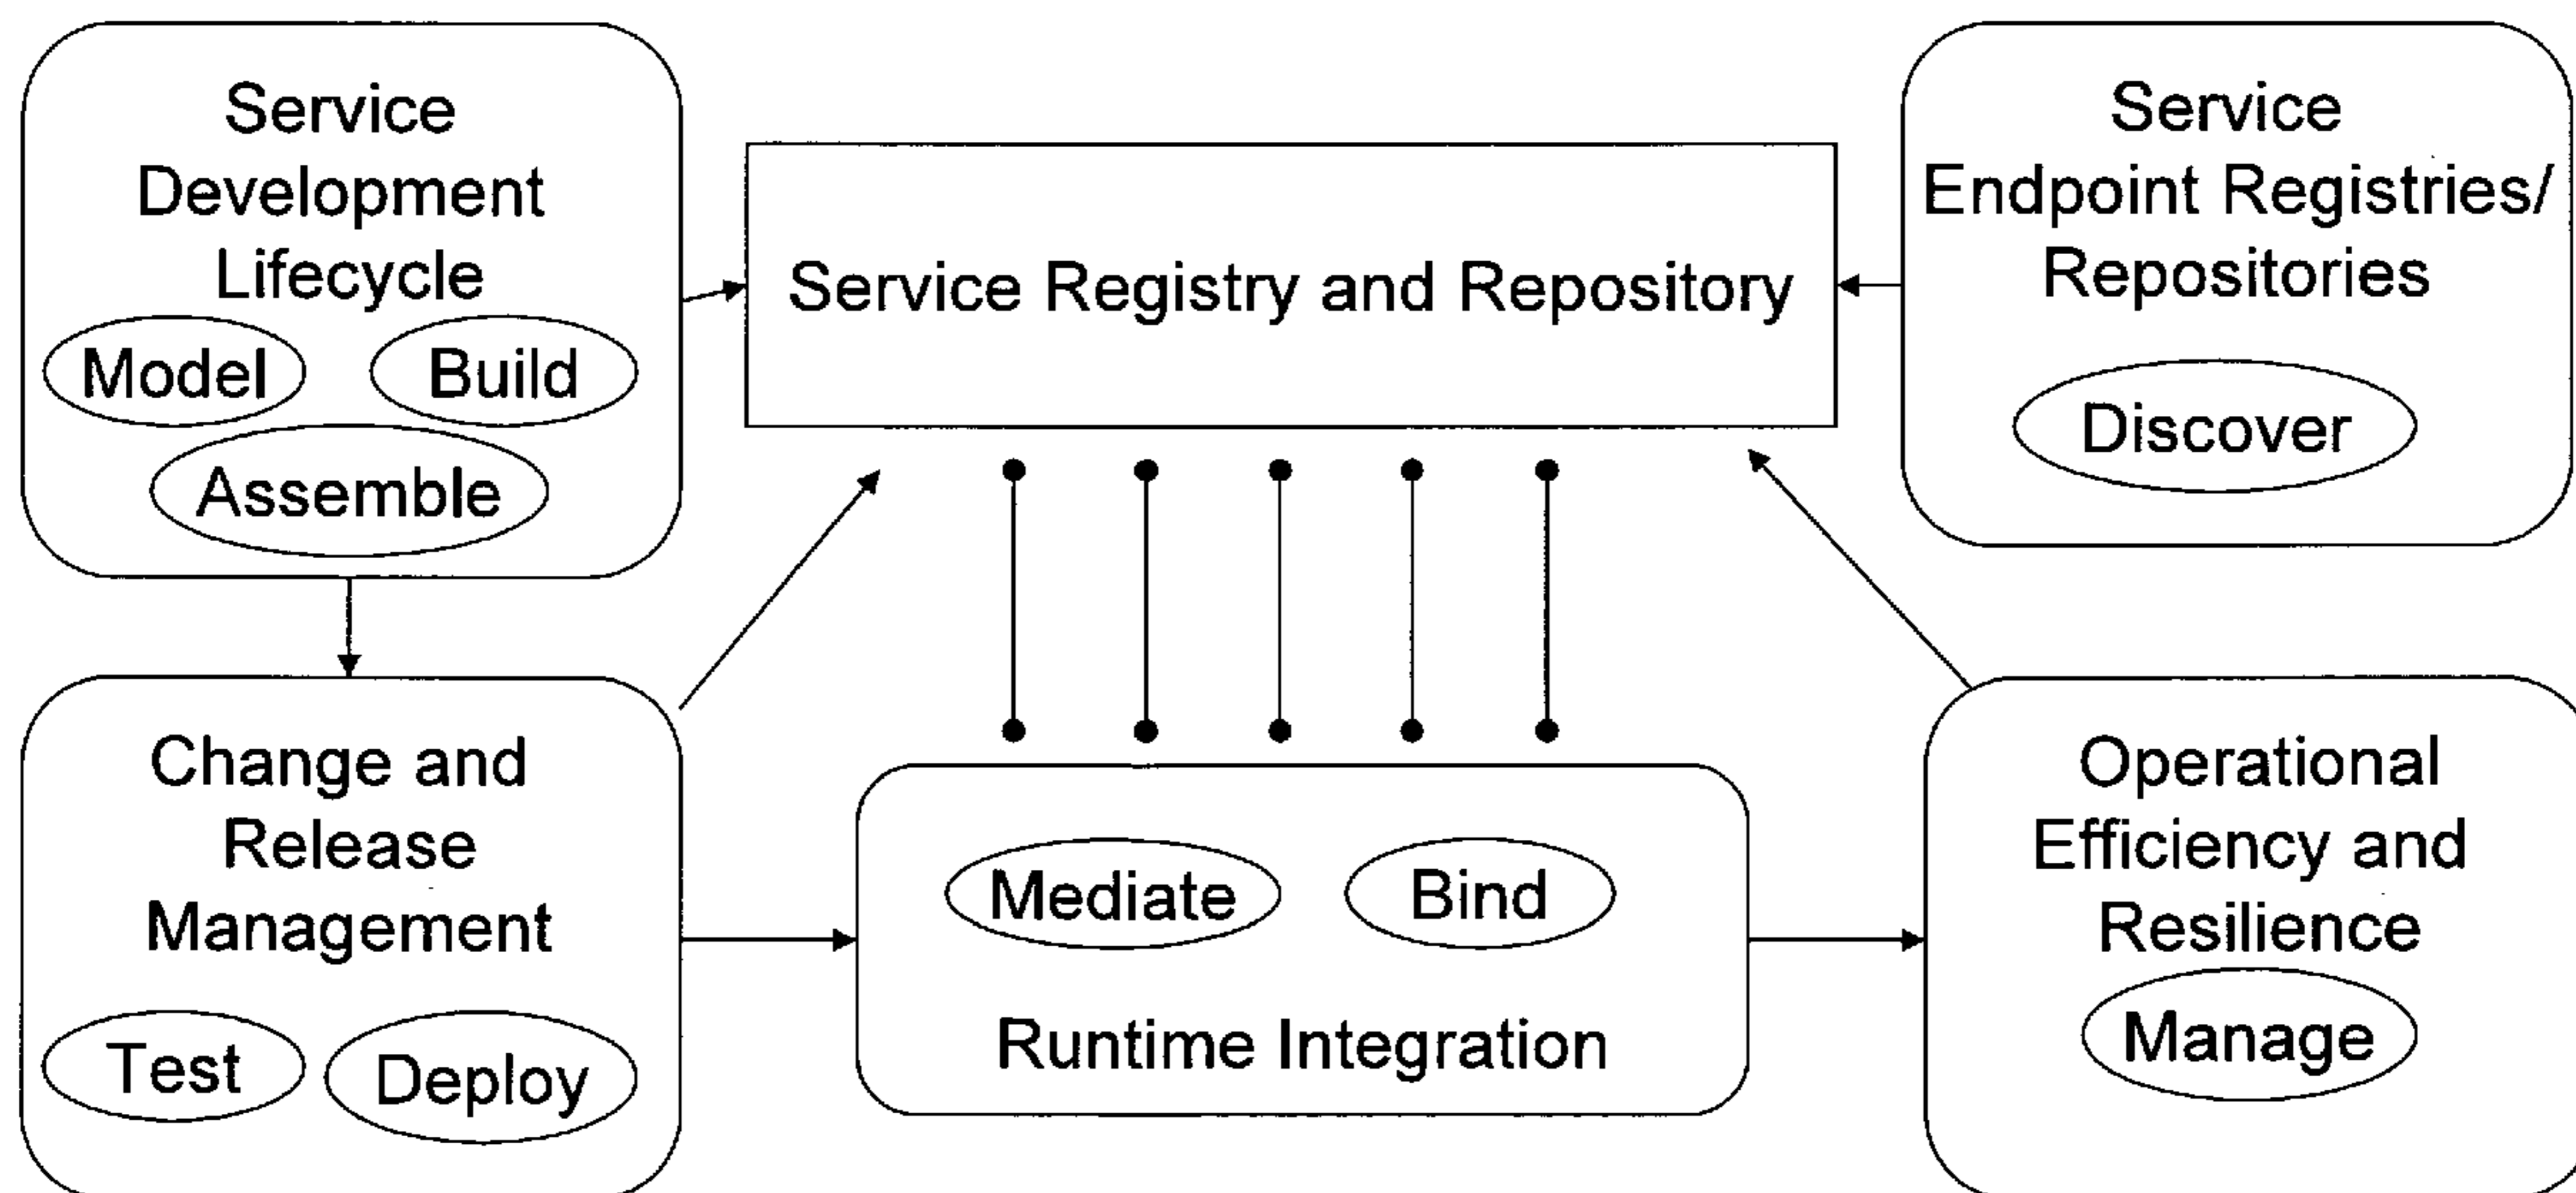 Service
Development
Lifecycle
Model
Build
Assemble
Service Registry and Repository
Service
Endpoint Registries/
Repositories
Discover
Change and
Release
Management
Test
Deploy
Mediate
Bind
Runtime Integration
Operational
Efficiency and
Resilience
Manage